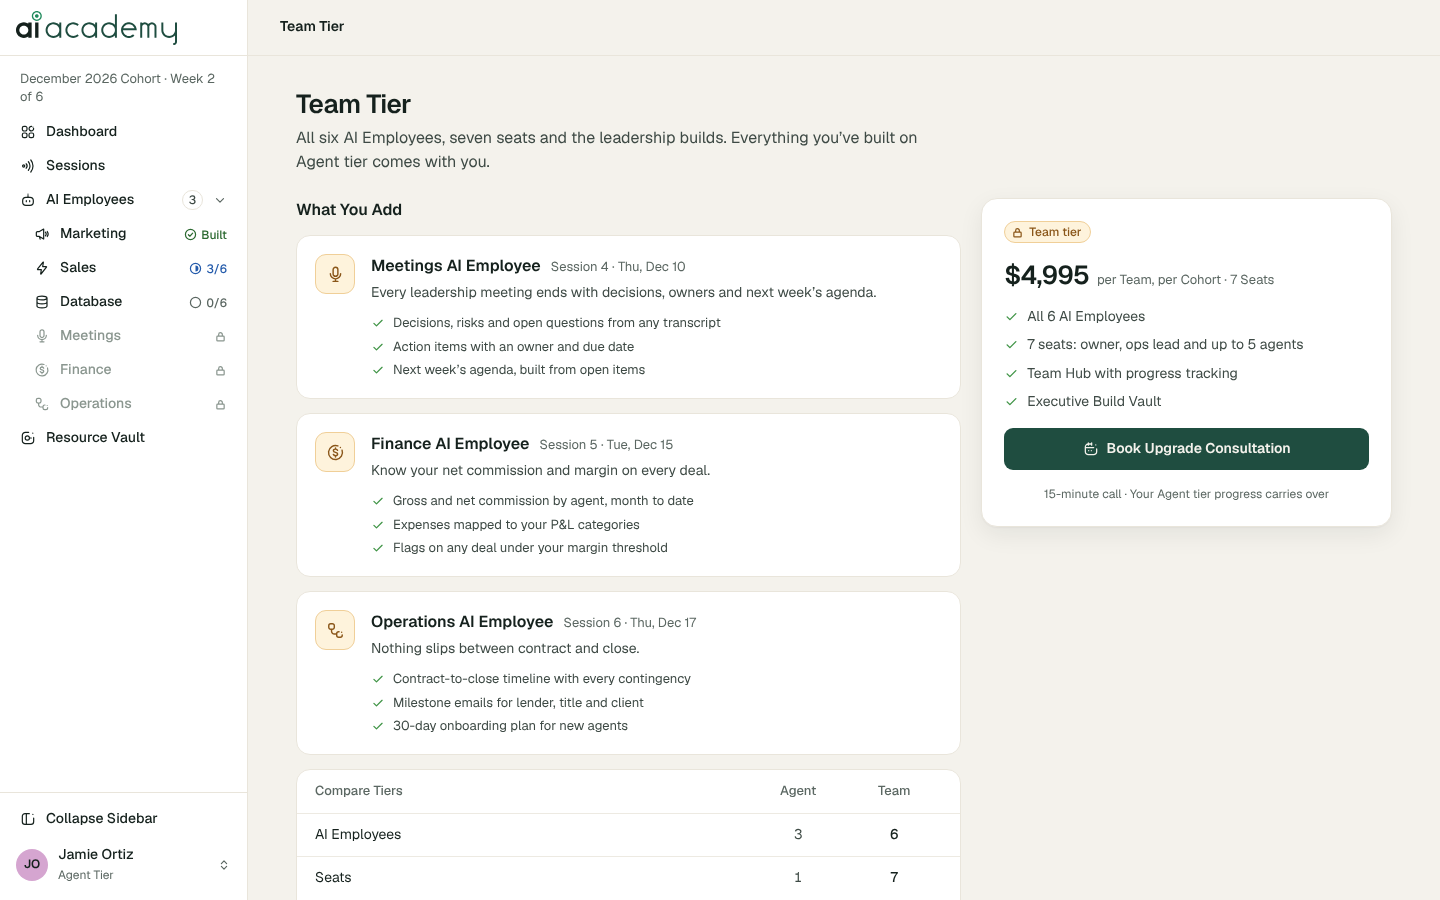 ai academy
December 2026 Cohort · Week 2
of 6
Dashboard
Sessions
AI Employees 3
Marketing Built
Sales 3/6
Database 0/6
Meetings
Finance
Operations
Resource Vault
Collapse Sidebar
JO
Jamie Ortiz
Agent Tier
Team Tier
Team Tier
All six AI Employees, seven seats and the leadership builds. Everything you’ve built on
Agent tier comes with you.
What You Add
Meetings AI Employee Session 4 · Thu, Dec 10
Every leadership meeting ends with decisions, owners and next week’s agenda.
Decisions, risks and open questions from any transcript
Action items with an owner and due date
Next week’s agenda, built from open items
Finance AI Employee Session 5 · Tue, Dec 15
Know your net commission and margin on every deal.
Gross and net commission by agent, month to date
Expenses mapped to your P&L categories
Flags on any deal under your margin threshold
Operations AI Employee Session 6 · Thu, Dec 17
Nothing slips between contract and close.
Contract-to-close timeline with every contingency
Milestone emails for lender, title and client
30-day onboarding plan for new agents
Compare Tiers Agent Team
AI Employees 3 6
Seats 1 7
Team tier
$4,995 per Team, per Cohort · 7 Seats
All 6 AI Employees
7 seats: owner, ops lead and up to 5 agents
Team Hub with progress tracking
Executive Build Vault
Book Upgrade Consultation
15-minute call · Your Agent tier progress carries over